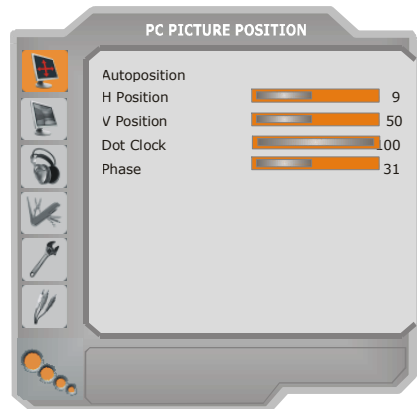 PC PICTURE POSITION
Autoposition
H Position 9
V Position 50
Dot Clock 100
Phase 31